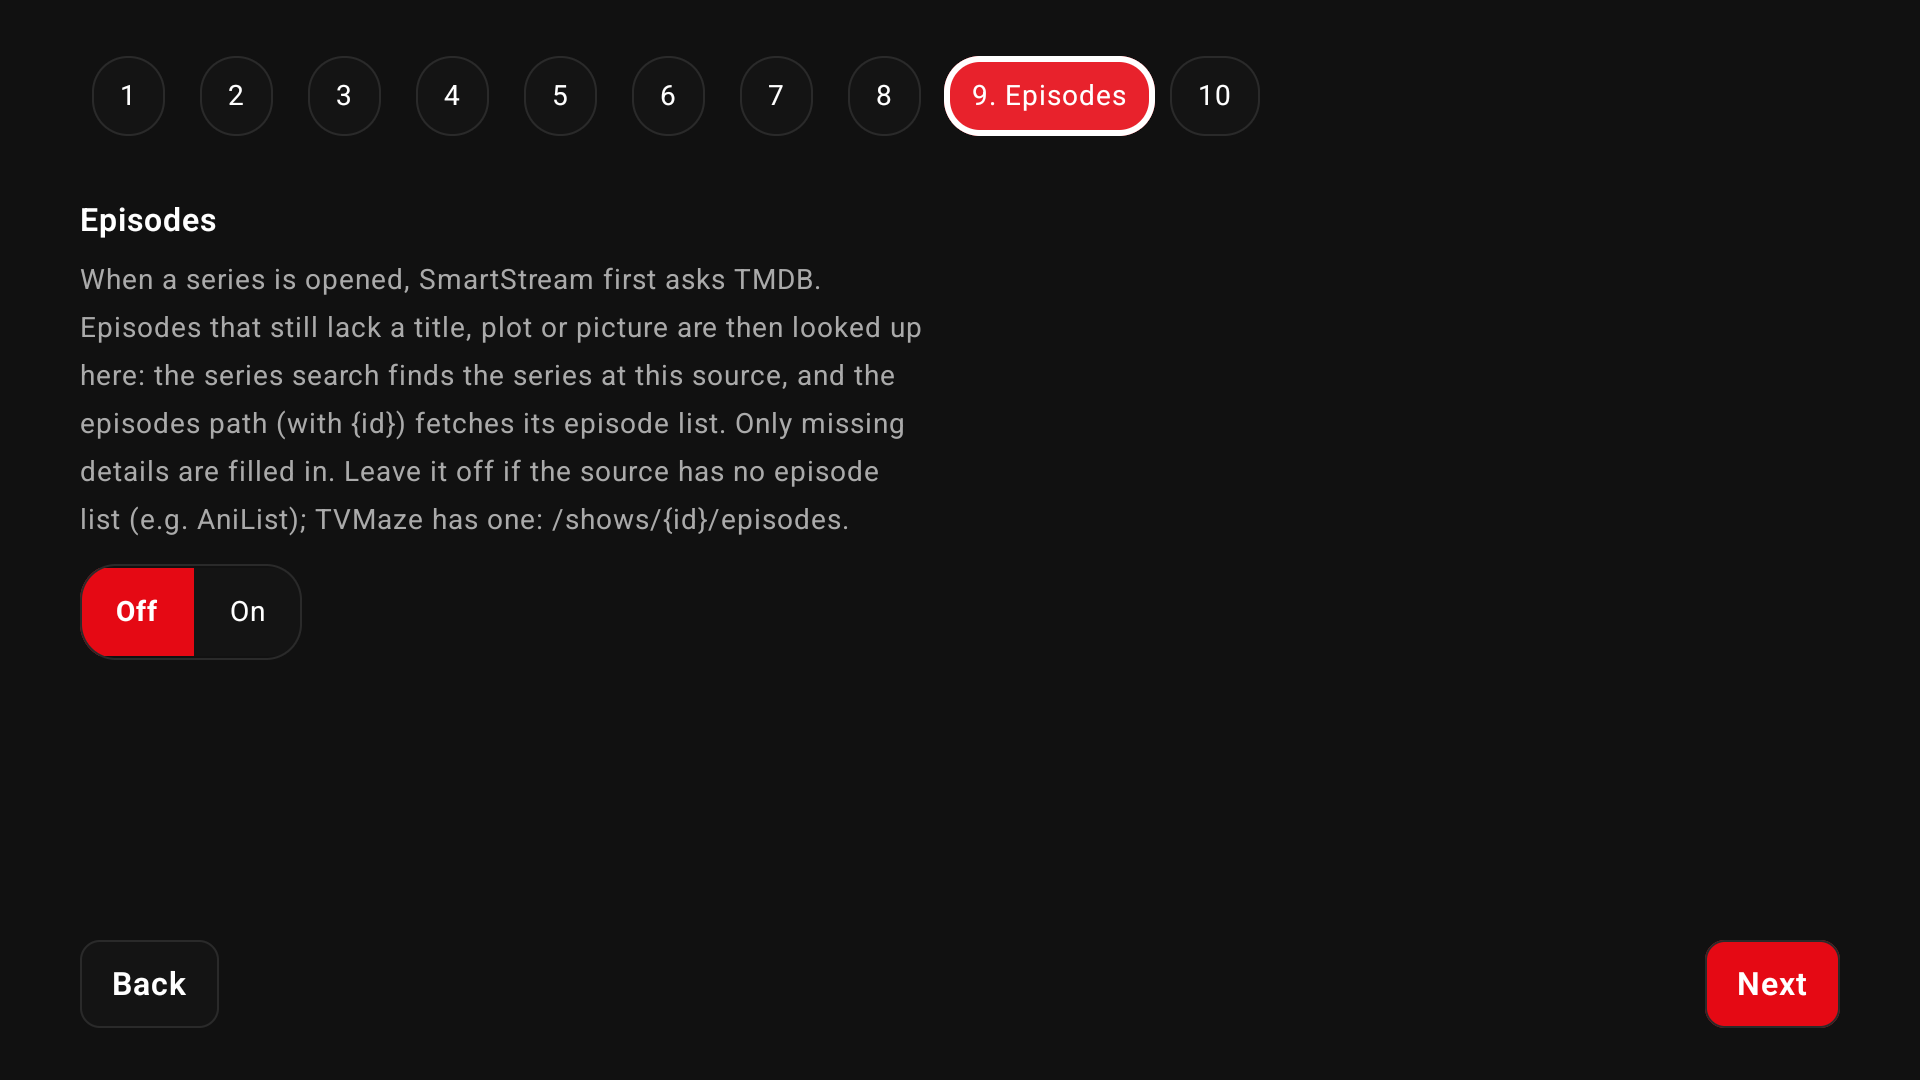 1
2
3
4
5
6
7
8
9. Episodes
10
Episodes
When a series is opened, SmartStream first asks TMDB.
Episodes that still lack a title, plot or picture are then looked up
here: the series search finds the series at this source, and the
episodes path (with {id}) fetches its episode list. Only missing
details are filled in. Leave it off if the source has no episode
list (e.g. AniList); TVMaze has one: /shows/{id}/episodes.
Off
On
Back
Next